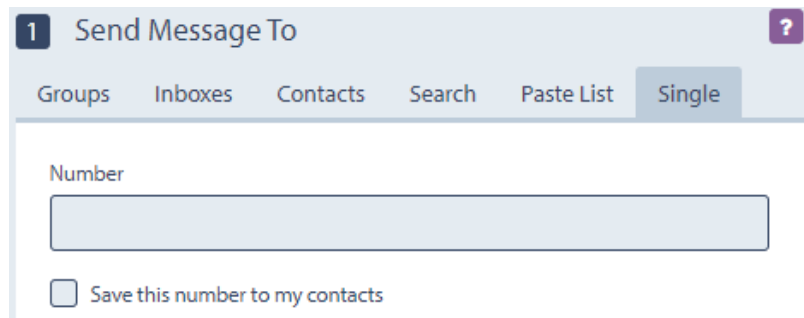 1 Send Message To ?
Groups Inboxes Contacts Search Paste List Single
Number
Save this number to my contacts